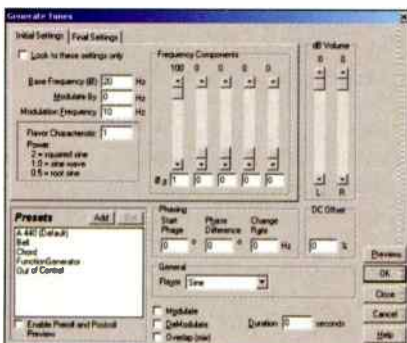 Generate Tones
Initial Settings Final Settings
Lock to these settings only
Base Frequency (B) 20 Hz
Modulate By 0 Hz
Modulation Frequency 10 Hz
Flavor Characteristic 1
Power
2 = squared sine
1.0 = sine wave
0.5 = root sine
Frequency Components
100 0 0 0 0
1 0 0 0 0
dB Volume
0 0
L R
Presets Add
A 440 (Default)
Bell
Chord
FunctionGenerator
Out of Control
Enable Preroll and Postroll
Preview
Phasing
Start Phase Phase Difference Change Rate
0 ° 0 ° 0 Hz
DC Offset
0 %
General
Flavor Sine
Modulate
DeModulate
Overlap (mix)
Duration 0 seconds
Preview
OK
Close
Cancel
Help